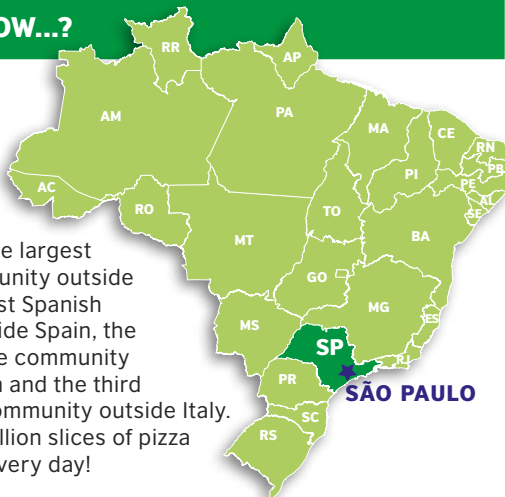 OW...?
RR
AP
AM
PA
MA
CE
RN
PB
PI
PE
AL
SE
AC
RO
TO
BA
MT
GO
MG
ES
MS
SP
RJ
PR
SÃO PAULO
SC
RS
e largest
unity outside
st Spanish
ide Spain, the
e community
and the third
ommunity outside Italy.
llion slices of pizza
very day!